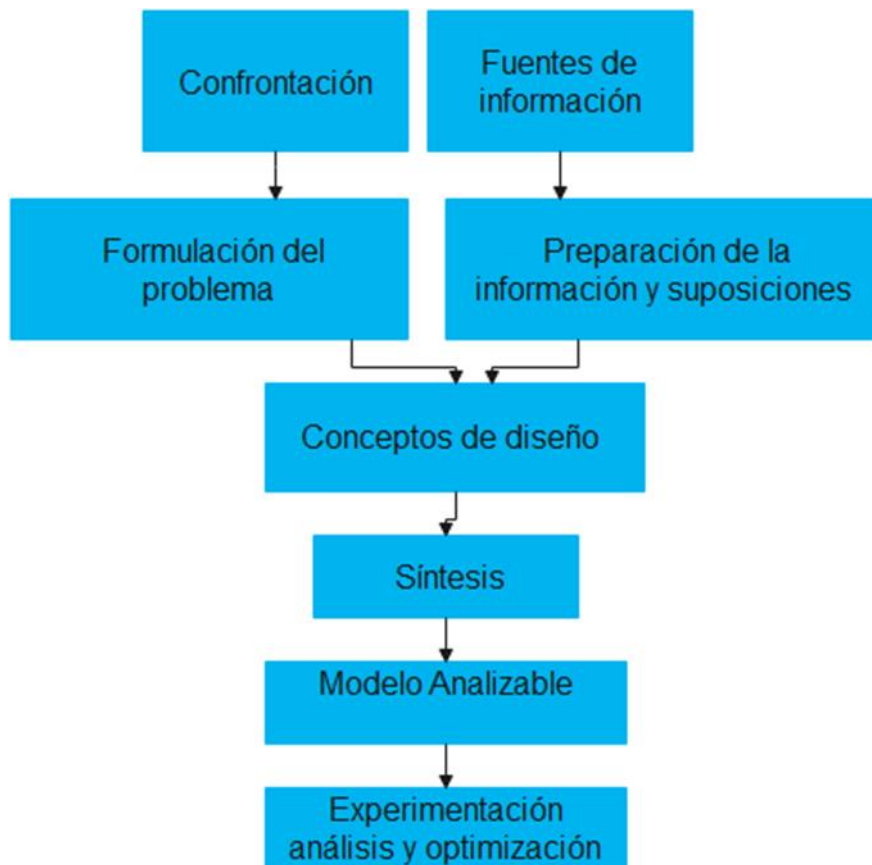 Confrontación
Fuentes de
información
Formulación del
problema
Preparación de la
información y suposiciones
Conceptos de diseño
Síntesis
Modelo Analizable
Experimentación
análisis y optimización